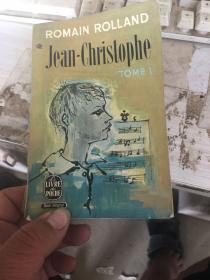 ROMAIN ROLLAND
Jean-Christophe
TOME I
LE LIVRE
DE POCHE